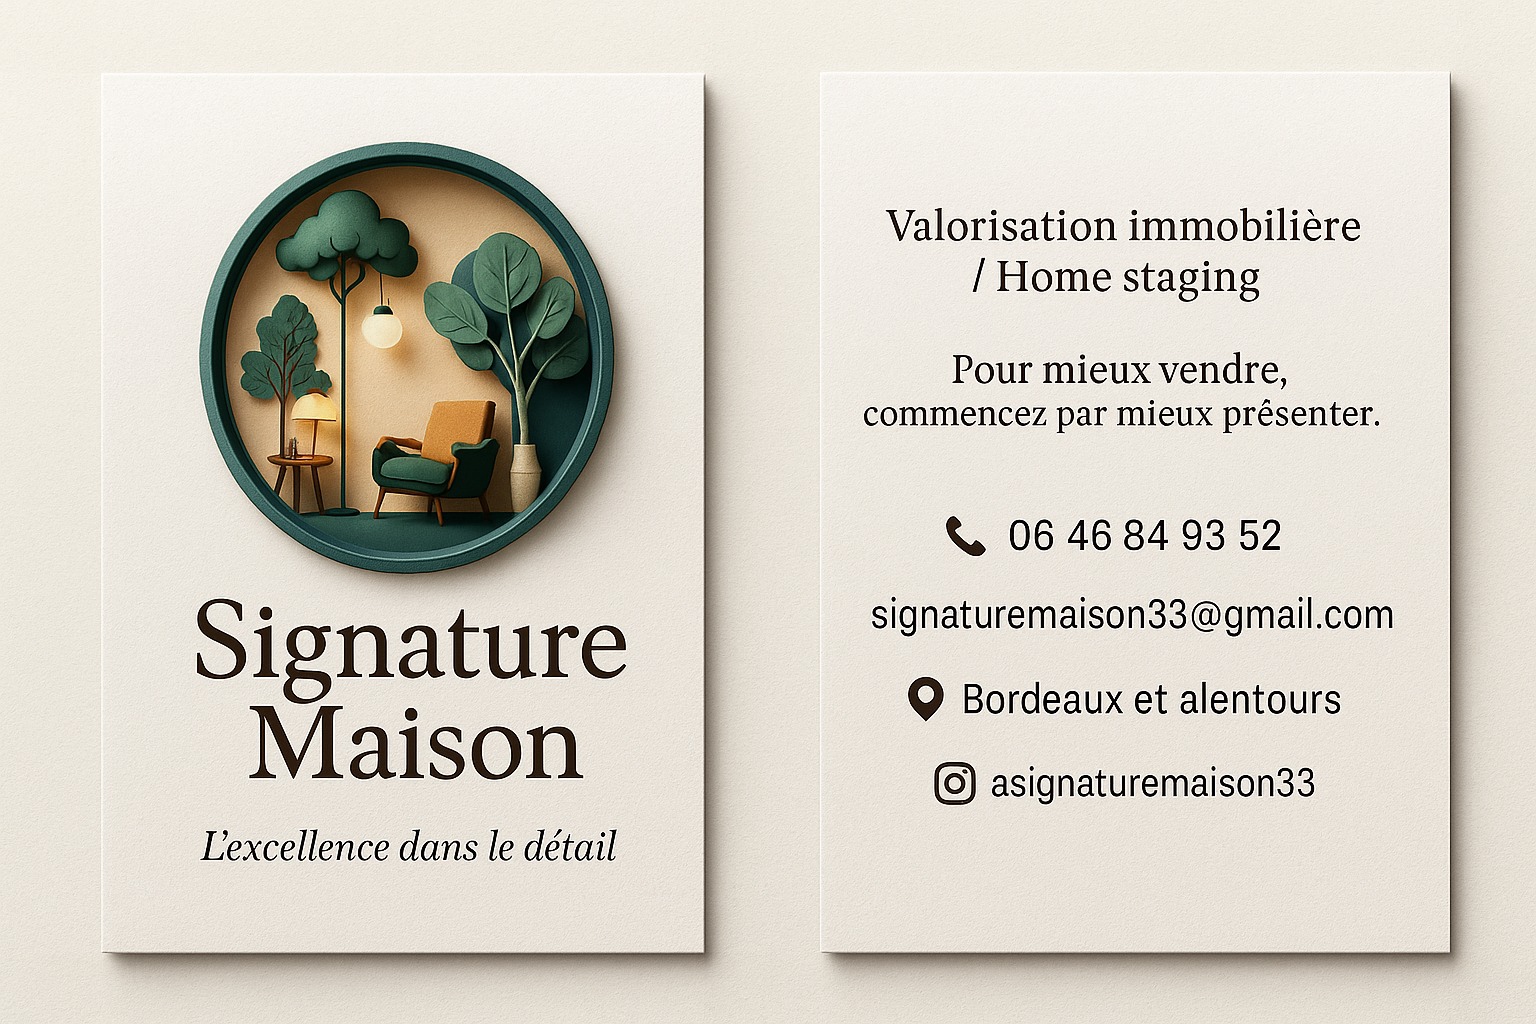 Signature
Maison
L'excellence dans le détail
Valorisation immobilière
/ Home staging
Pour mieux vendre,
commencez par mieux présenter.
06 46 84 93 52
signaturemaison33@gmail.com
Bordeaux et alentours
asignaturemaison33